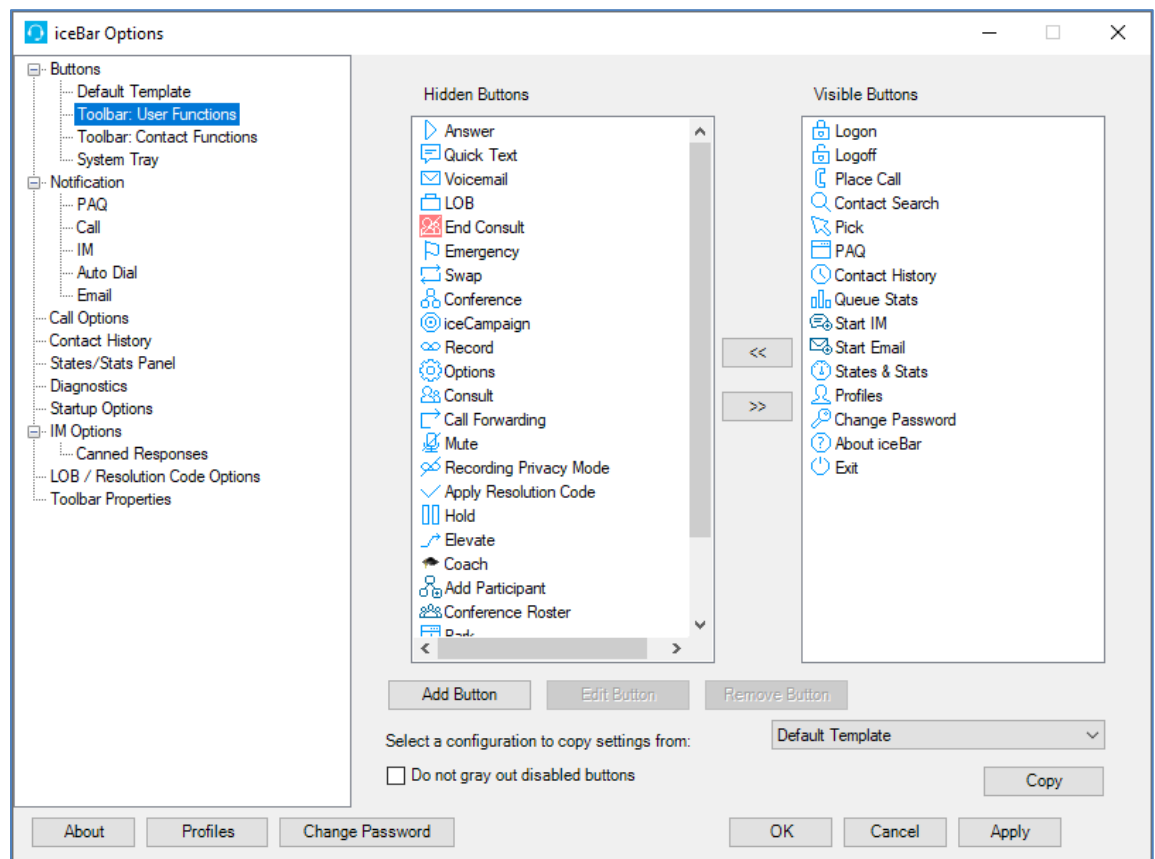 iceBar Options
Buttons
Default Template
Toolbar: User Functions
Toolbar: Contact Functions
System Tray
Notification
PAQ
Call
IM
Auto Dial
Email
Call Options
Contact History
States/Stats Panel
Diagnostics
Startup Options
IM Options
Canned Responses
LOB / Resolution Code Options
Toolbar Properties
Hidden Buttons
Answer
Quick Text
Voicemail
LOB
End Consult
Emergency
Swap
Conference
iceCampaign
Record
Options
Consult
Call Forwarding
Mute
Recording Privacy Mode
Apply Resolution Code
Hold
Elevate
Coach
Add Participant
Conference Roster
Park
<<
>>
Visible Buttons
Logon
Logoff
Place Call
Contact Search
Pick
PAQ
Contact History
Queue Stats
Start IM
Start Email
States & Stats
Profiles
Change Password
About iceBar
Exit
Add Button
Edit Button
Remove Button
Select a configuration to copy settings from:
Default Template
Do not gray out disabled buttons
Copy
About
Profiles
Change Password
OK
Cancel
Apply